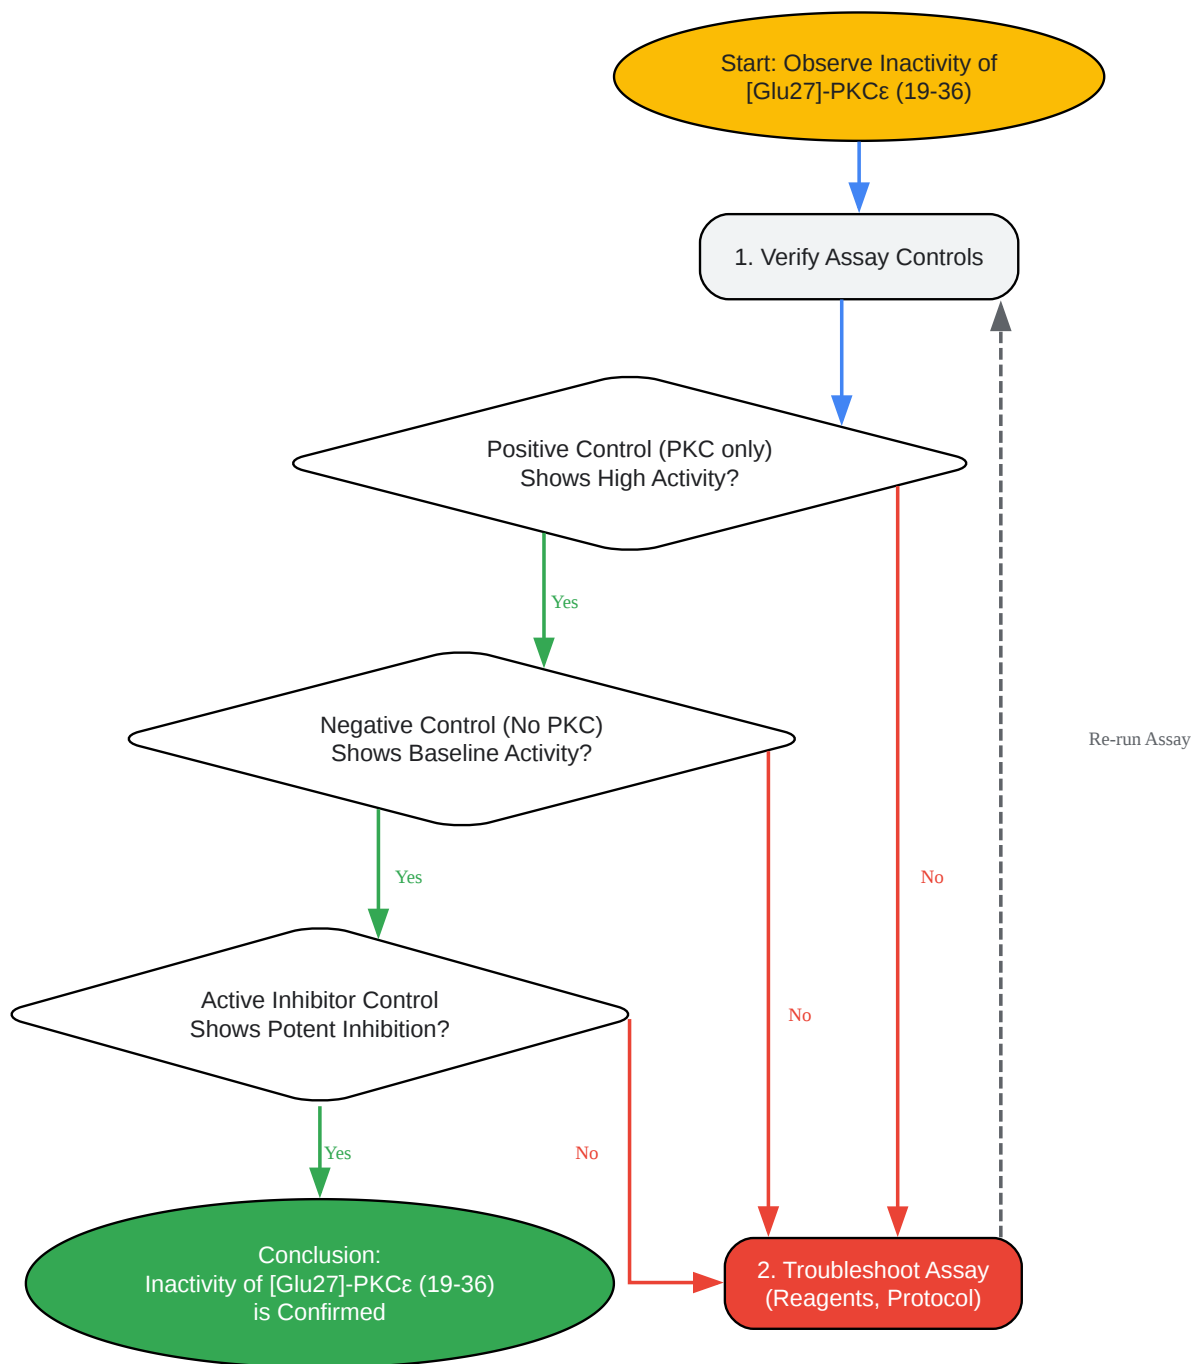 Start: Observe Inactivity of
[Glu27]-PKCε (19-36)
1. Verify Assay Controls
Positive Control (PKC only)
Shows High Activity?
Yes
Negative Control (No PKC)
Shows Baseline Activity?
Re-run Assay
Yes
No
Active Inhibitor Control
Shows Potent Inhibition?
No
Yes
No
Conclusion:
Inactivity of [Glu27]-PKCε (19-36)
is Confirmed
2. Troubleshoot Assay
(Reagents, Protocol)